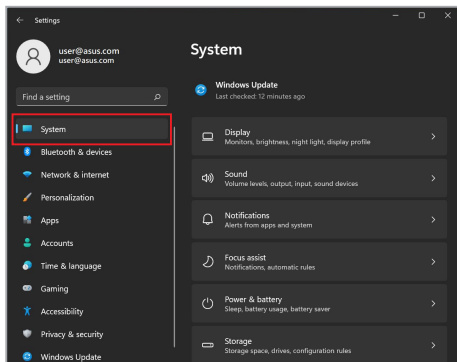 Settings
user@asus.com
user@asus.com
Find a setting
System
Bluetooth & devices
Network & internet
Personalization
Apps
Accounts
Time & language
Gaming
Accessibility
Privacy & security
Windows Update
System
Windows Update
Last checked: 12 minutes ago
Display
Monitors, brightness, night light, display profile
Sound
Volume levels, output, input, sound devices
Notifications
Alerts from apps and system
Focus assist
Notifications, automatic rules
Power & battery
Sleep, battery usage, battery saver
Storage
Storage space, drives, configuration rules